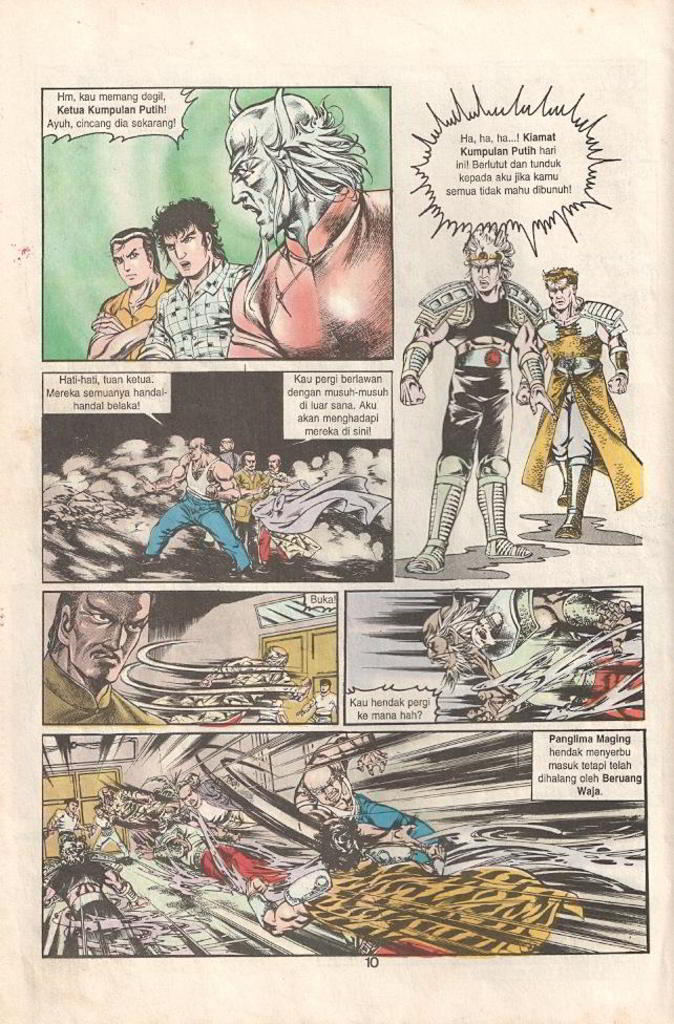 Hm, kau memang degil,
Ketua Kumpulan Putih!
Ayuh, cincang dia sekarang!
Ha, ha, ha...! Kiamat
Kumpulan Putih hari
ini! Berlutut dan tunduk
kepada aku jika kamu
semua tidak mahu dibunuh!
Hati-hati, tuan ketua.
Mereka semuanya handal-
handal belaka!
Kau pergi berlawan
dengan musuh-musuh
di luar sana. Aku
akan menghadapi
mereka di sini!
Buka!
Kau hendak pergi
ke mana hah?
Panglima Maging
hendak menyerbu
masuk tetapi telah
dihalang oleh Beruang
Waja.
10